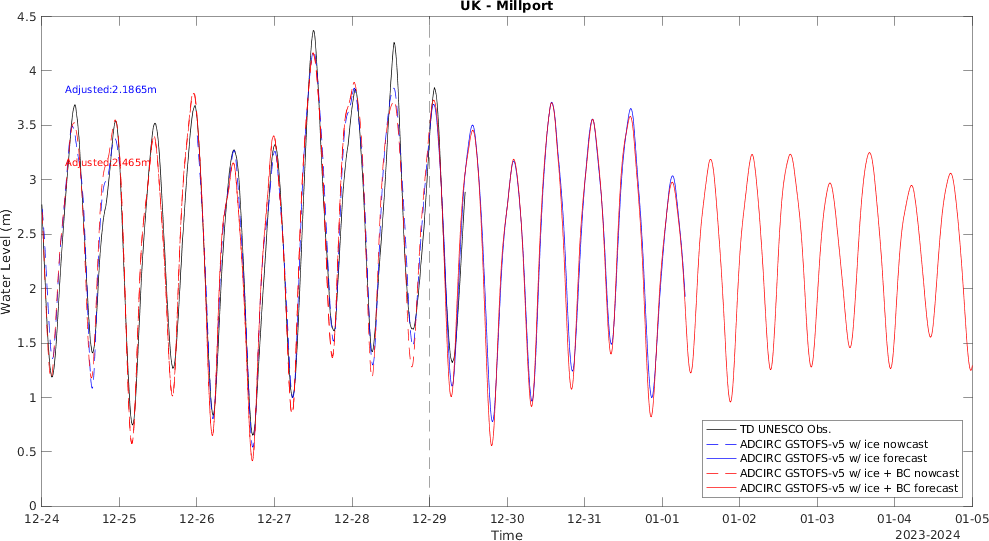 UK - Millport
4.5
4
3.5
3
2.5
2
1.5
1
0.5
0
Water Level (m)
Adjusted:2.1865m
Adjusted:2.465m
TD UNESCO Obs.
ADCIRC GSTOFS-v5 w/ ice nowcast
ADCIRC GSTOFS-v5 w/ ice forecast
ADCIRC GSTOFS-v5 w/ ice + BC nowcast
ADCIRC GSTOFS-v5 w/ ice + BC forecast
12-24 12-25 12-26 12-27 12-28 12-29 12-30 12-31 01-01 01-02 01-03 01-04 01-05
Time
2023-2024